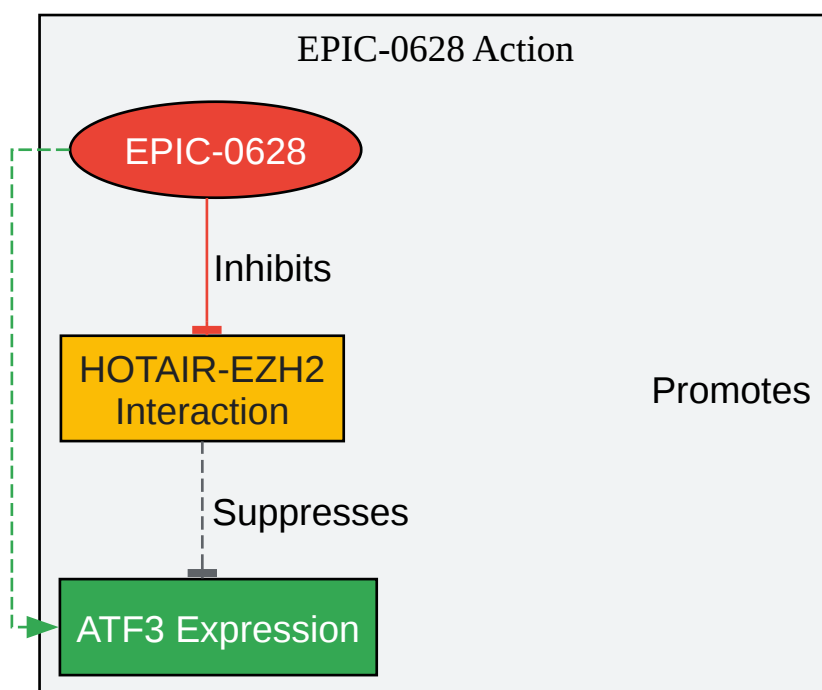 EPIC-0628 Action
EPIC-0628
Inhibits
HOTAIR-EZH2
Interaction
Promotes
Suppresses
ATF3 Expression